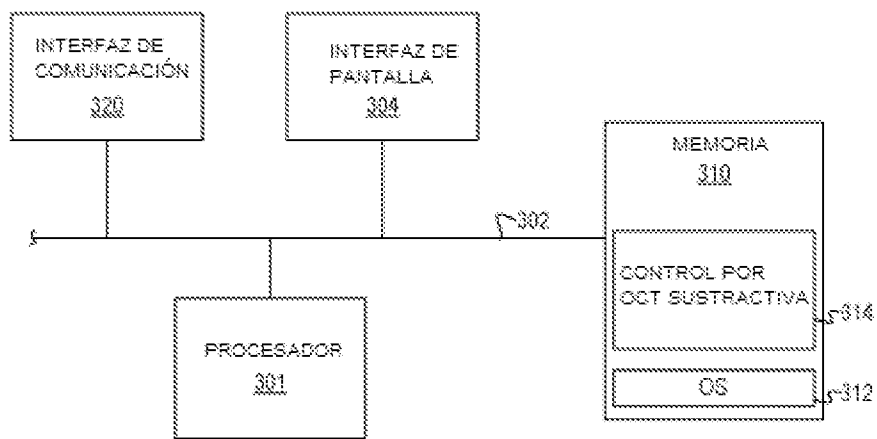 INTERFAZ DE
COMUNICACIÓN
320
INTERFAZ DE
PANTALLA
304
MEMORIA
310
302
CONTROL POR
OCT SUSTRACTIVA
314
PROCESADOR
301
OS
312